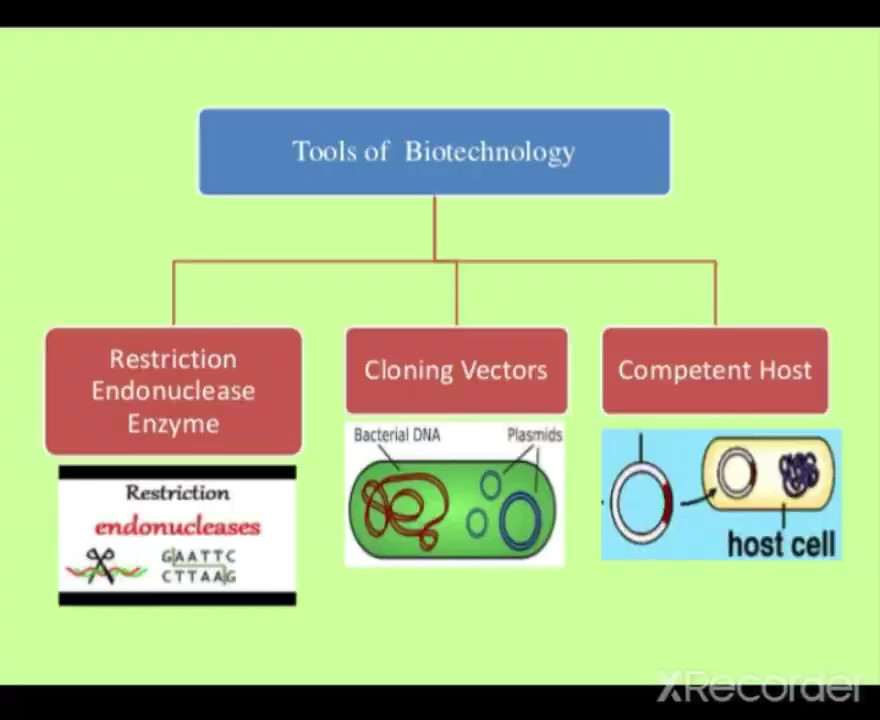 Tools of Biotechnology
Restriction
Endonuclease
Enzyme
Cloning Vectors
Competent Host
Restriction
endonucleases
GAATTC
CTTAAG
Bacterial DNA
Plasmids
host cell
XRecorder